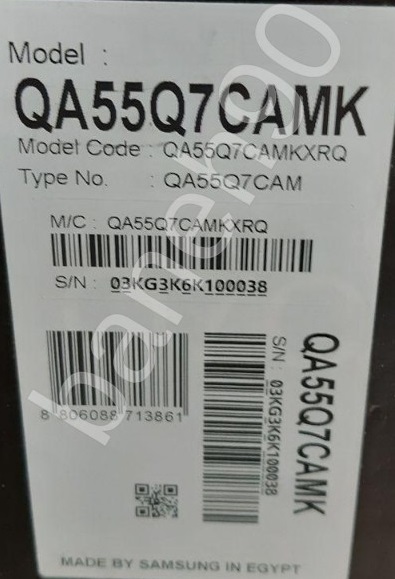 Model :
QA55Q7CAMK
Model Code : QA55Q7CAMKXRQ
Type No. : QA55Q7CAM
M/C : QA55Q7CAMKXRQ
S/N : 03KG3K6K100038
8 806088 713861
QA55Q7CAMK
S/N : 03KG3K6K100038
MADE BY SAMSUNG IN EGYPT
baneh90